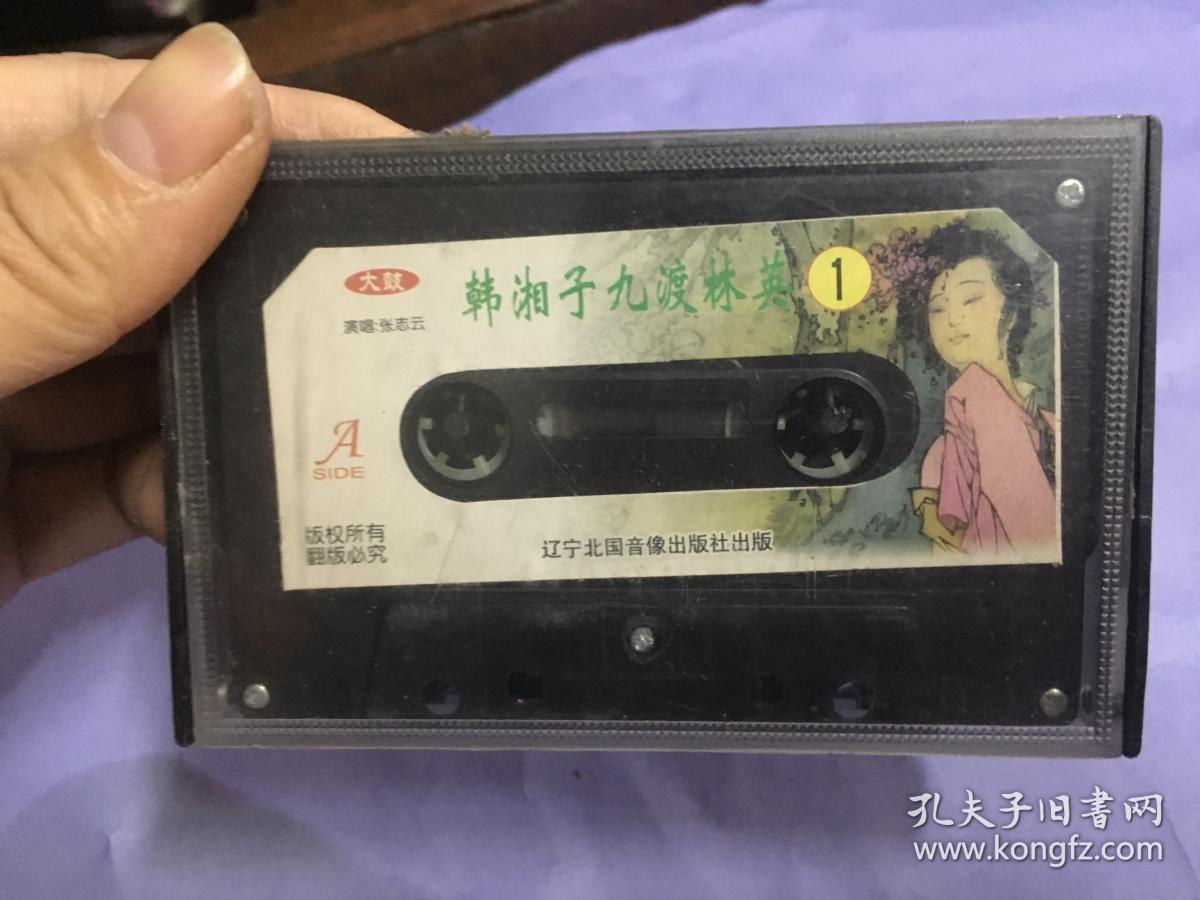 大鼓
韩湘子九渡林英
1
演唱:张志云
A
SIDE
版权所有
翻版必究
辽宁北国音像出版社出版
孔夫子旧书网
www.kongfz.com